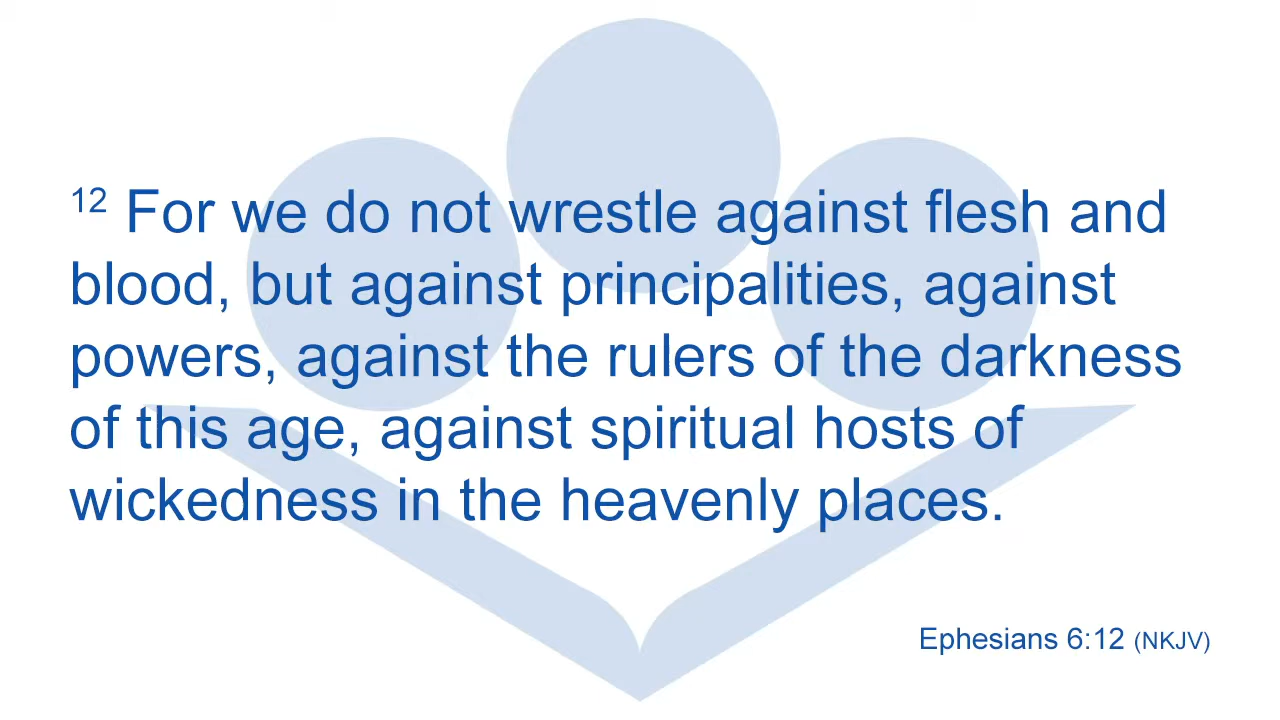 12 For we do not wrestle against flesh and
blood, but against principalities, against
powers, against the rulers of the darkness
of this age, against spiritual hosts of
wickedness in the heavenly places.
Ephesians 6:12 (NKJV)